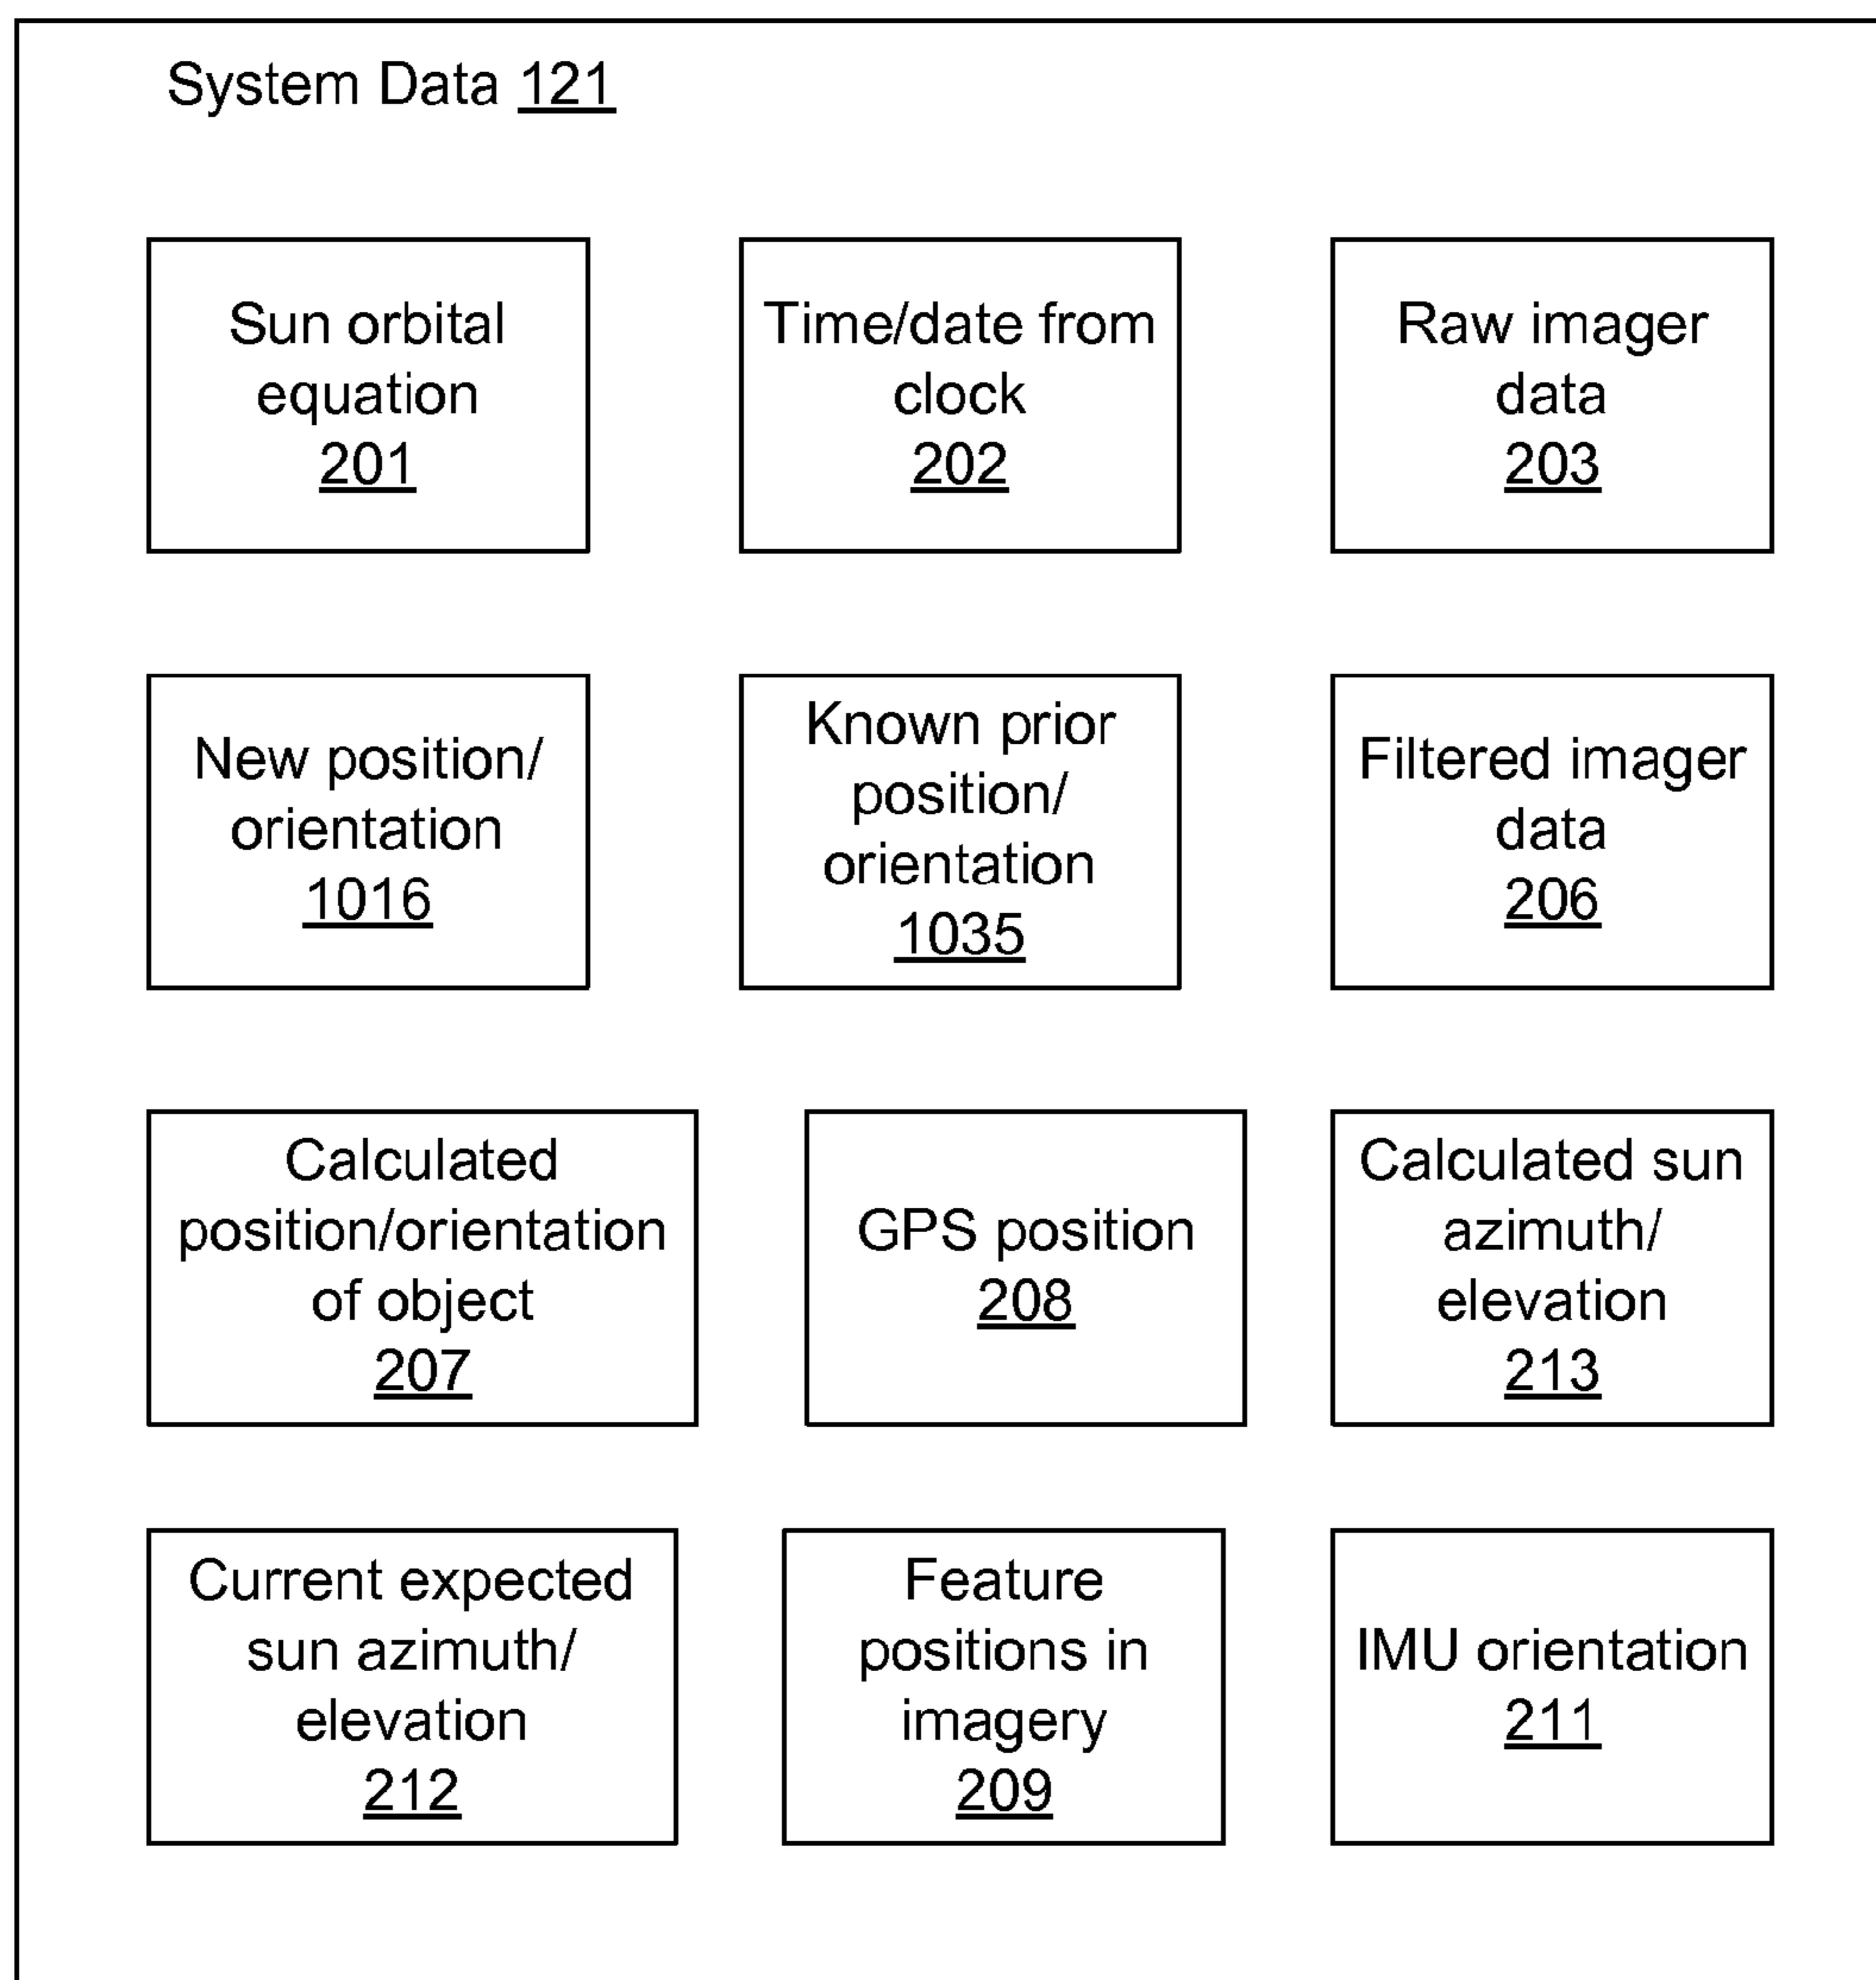 System Data 121
Sun orbital
equation
201
Time/date from
clock
202
Raw imager
data
203
New position/
orientation
1016
Known prior
position/
orientation
1035
Filtered imager
data
206
Calculated
position/orientation
of object
207
GPS position
208
Calculated sun
azimuth/
elevation
213
Current expected
sun azimuth/
elevation
212
Feature
positions in
imagery
209
IMU orientation
211